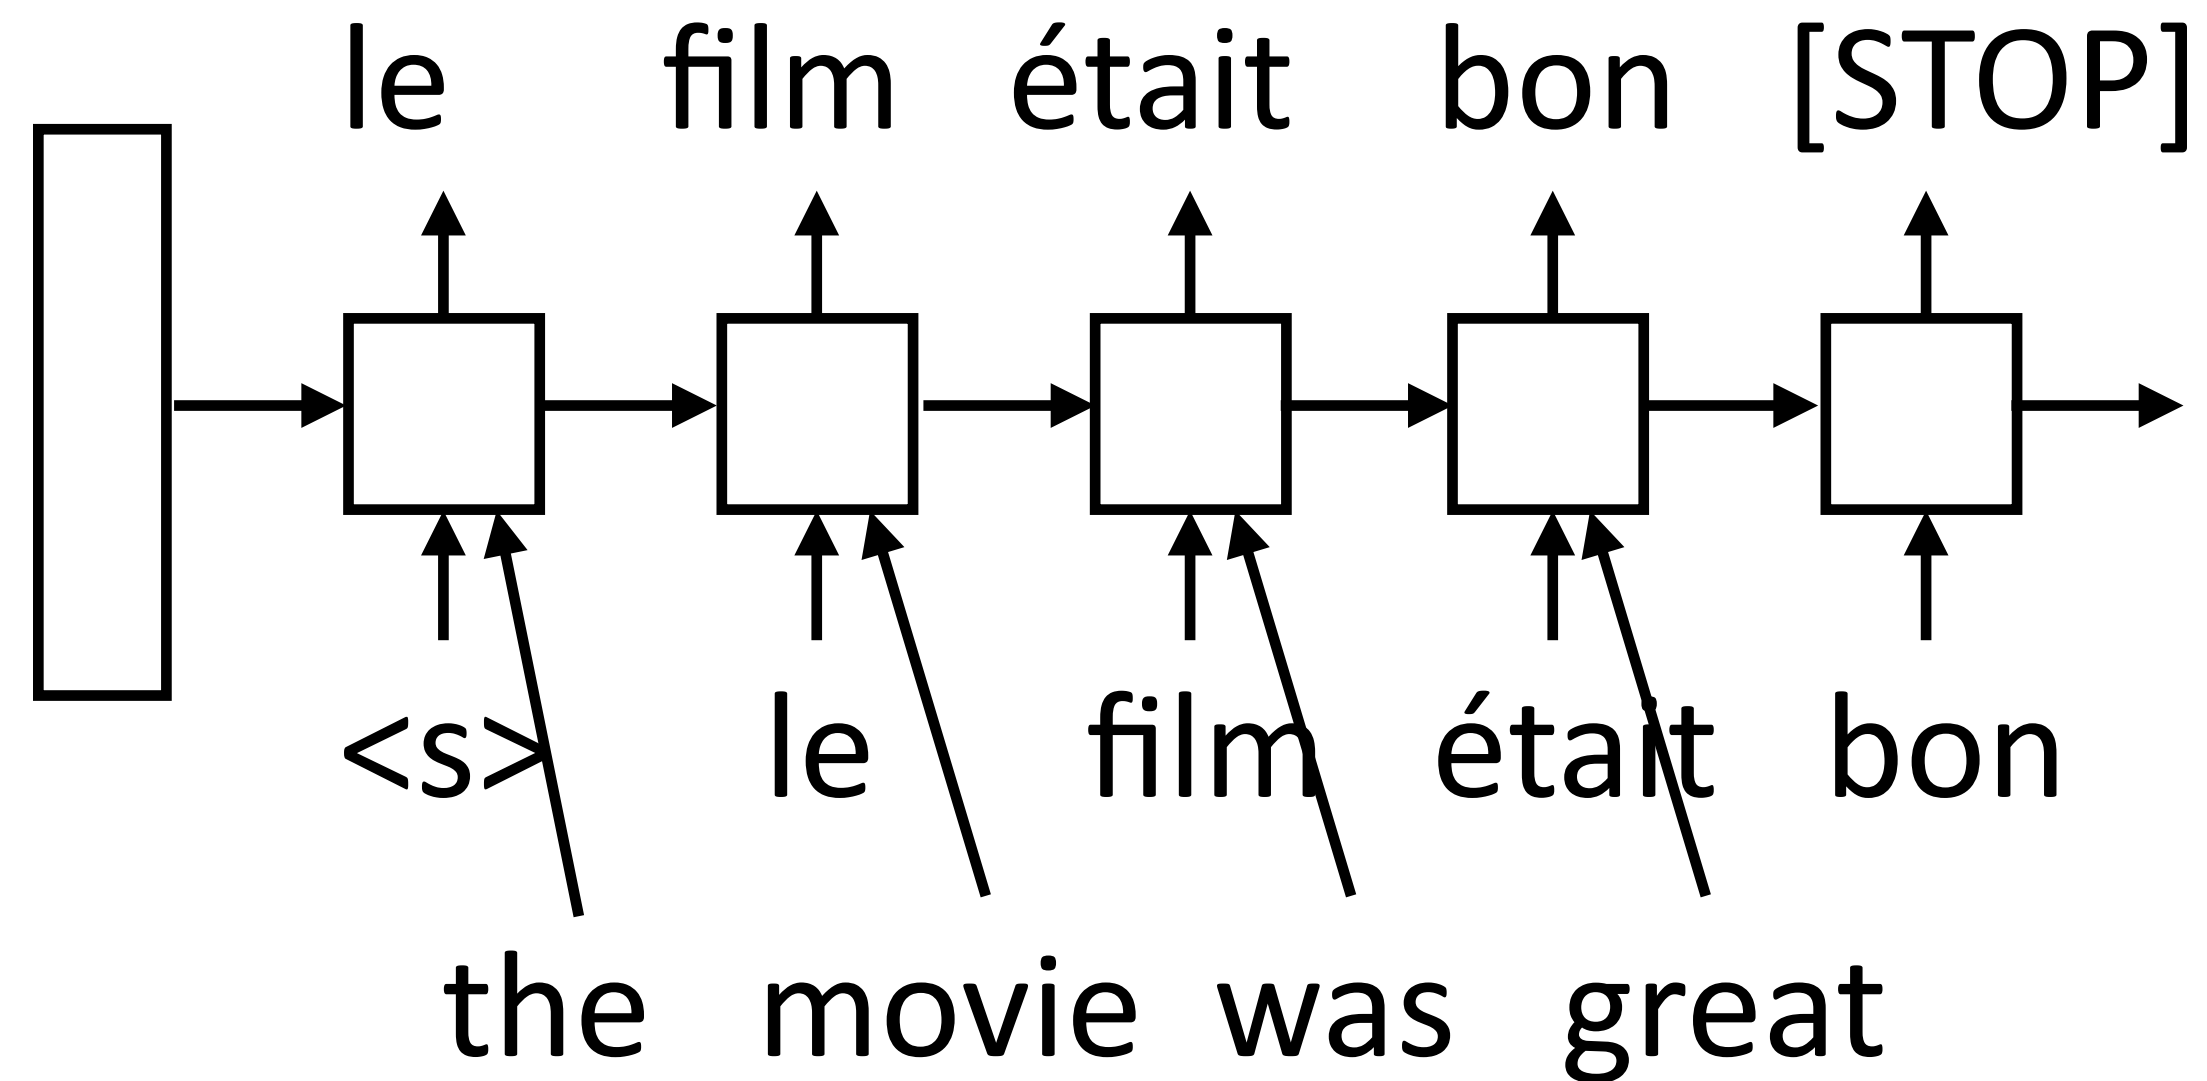 le film était bon [STOP]
<s> le film était bon
the movie was great